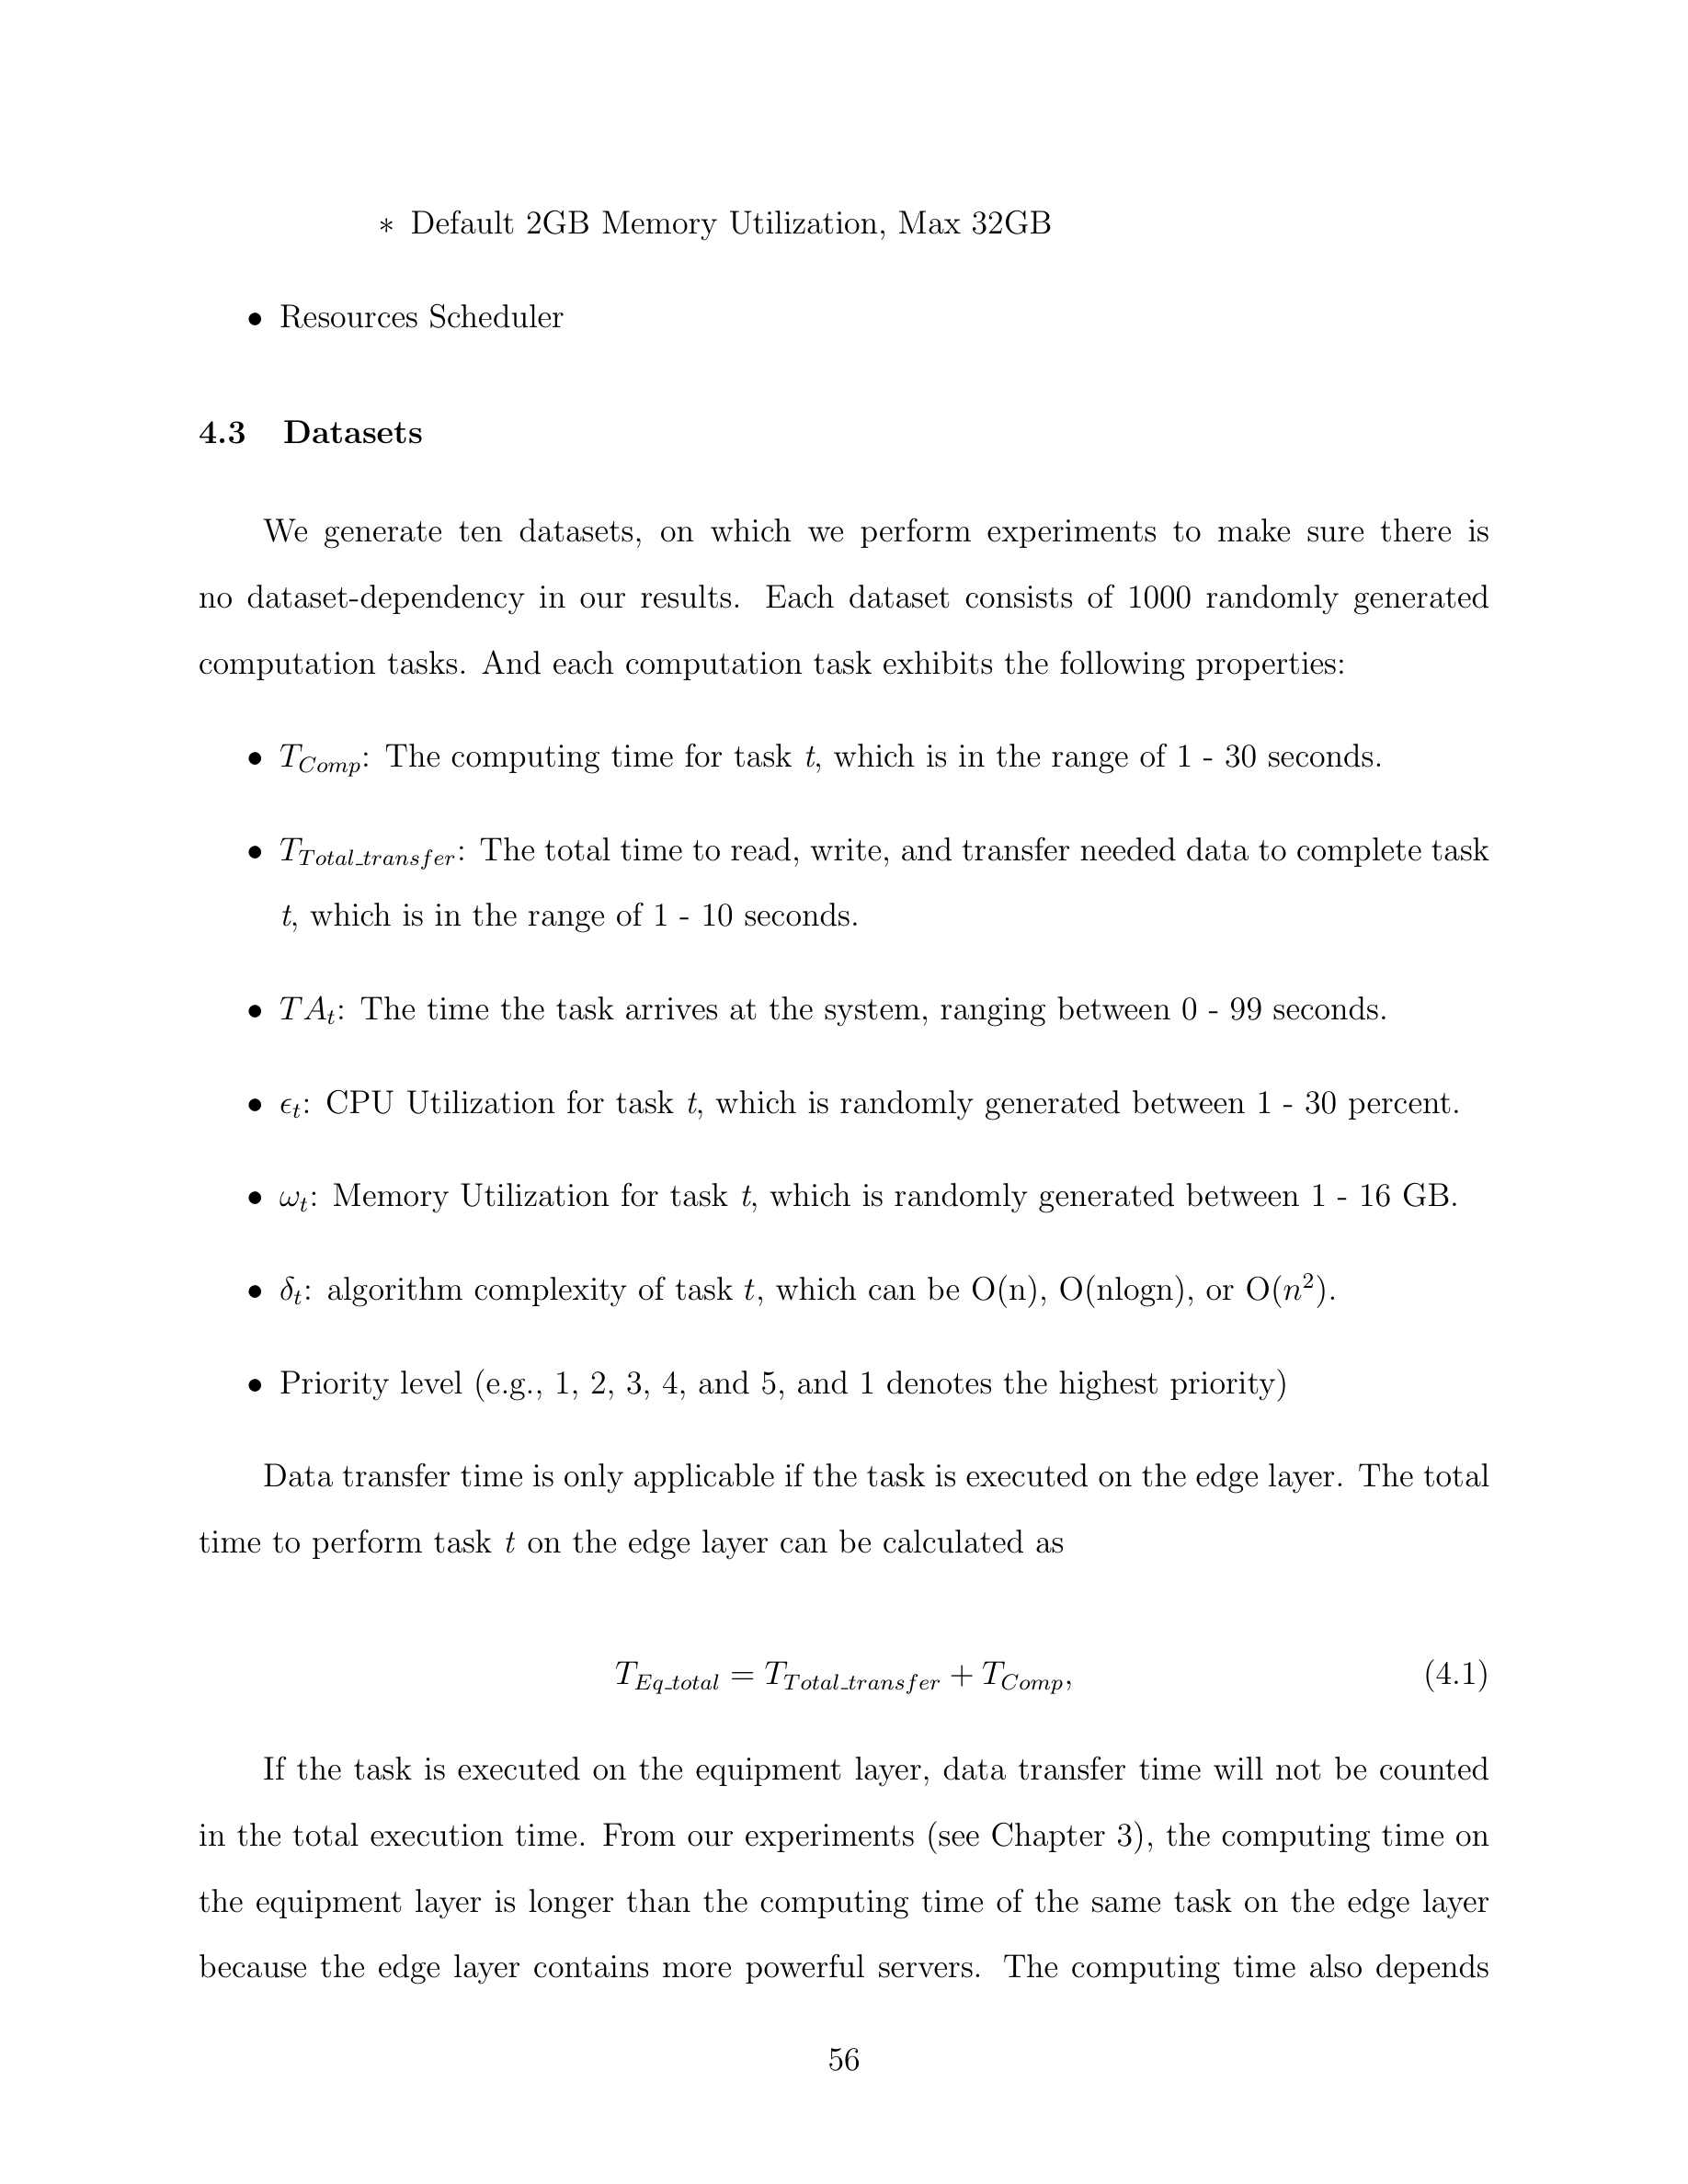 ∗ Default 2GB Memory Utilization, Max 32GB
• Resources Scheduler
4.3 Datasets
We generate ten datasets, on which we perform experiments to make sure there is
no dataset-dependency in our results. Each dataset consists of 1000 randomly generated
computation tasks. And each computation task exhibits the following properties:
• T_{Comp}: The computing time for task t, which is in the range of 1 - 30 seconds.
• T_{Total_transfer}: The total time to read, write, and transfer needed data to complete task
t, which is in the range of 1 - 10 seconds.
• TA_t: The time the task arrives at the system, ranging between 0 - 99 seconds.
• ϵ_t: CPU Utilization for task t, which is randomly generated between 1 - 30 percent.
• ω_t: Memory Utilization for task t, which is randomly generated between 1 - 16 GB.
• δ_t: algorithm complexity of task t, which can be O(n), O(nlogn), or O(n²).
• Priority level (e.g., 1, 2, 3, 4, and 5, and 1 denotes the highest priority)
Data transfer time is only applicable if the task is executed on the edge layer. The total
time to perform task t on the edge layer can be calculated as
T_{Eq_total} = T_{Total_transfer} + T_{Comp}, (4.1)
If the task is executed on the equipment layer, data transfer time will not be counted
in the total execution time. From our experiments (see Chapter 3), the computing time on
the equipment layer is longer than the computing time of the same task on the edge layer
because the edge layer contains more powerful servers. The computing time also depends
56